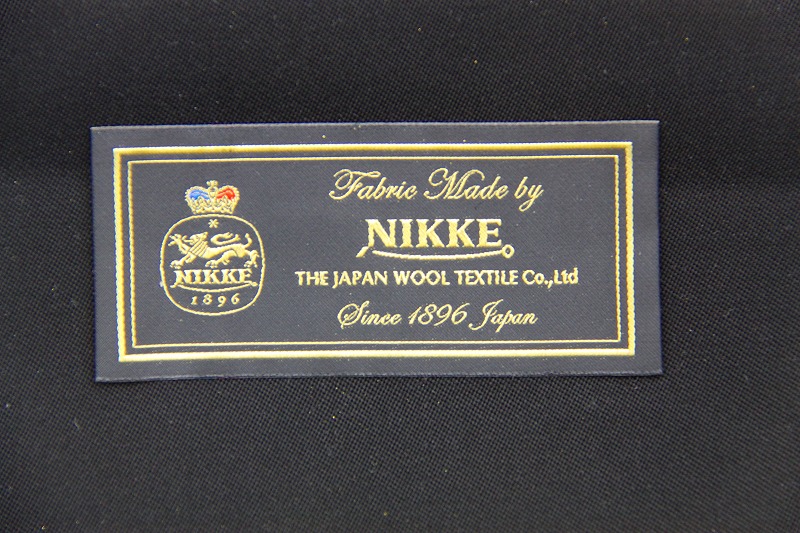 NIKKE
1896
Fabric Made by
NIKKE
THE JAPAN WOOL TEXTILE Co.,Ltd
Since 1896 Japan